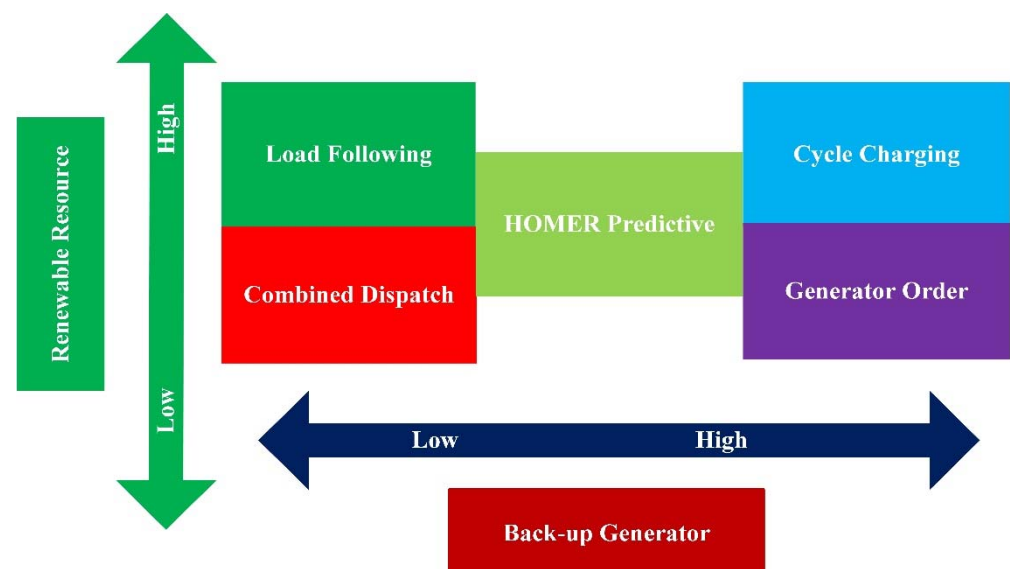 Renewable Resource
High
Low
Load Following
Cycle Charging
HOMER Predictive
Combined Dispatch
Generator Order
Low
High
Back-up Generator